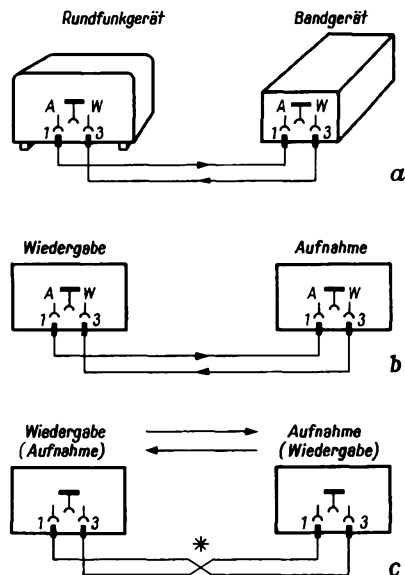 Rundfunkgerät Bandgerät
A W A W
1 3 1 3
a
Wiedergabe Aufnahme
A W A W
1 3 1 3
b
Wiedergabe Aufnahme
(Aufnahme) (Wiedergabe)
1 3 1 3
*
c